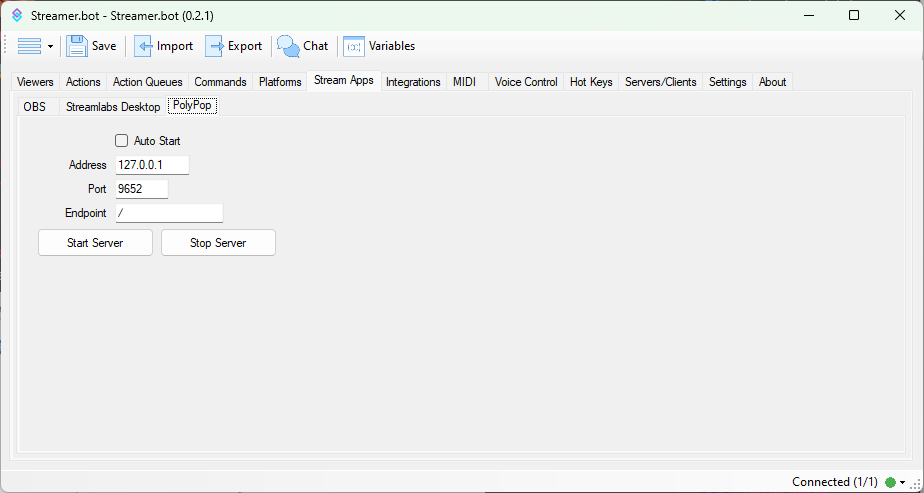 Streamer.bot - Streamer.bot (0.2.1)
Save Import Export Chat (x) Variables
Viewers Actions Action Queues Commands Platforms Stream Apps Integrations MIDI Voice Control Hot Keys Servers/Clients Settings About
OBS Streamlabs Desktop PolyPop
Auto Start
Address 127.0.0.1
Port 9652
Endpoint /
Start Server Stop Server
Connected (1/1)